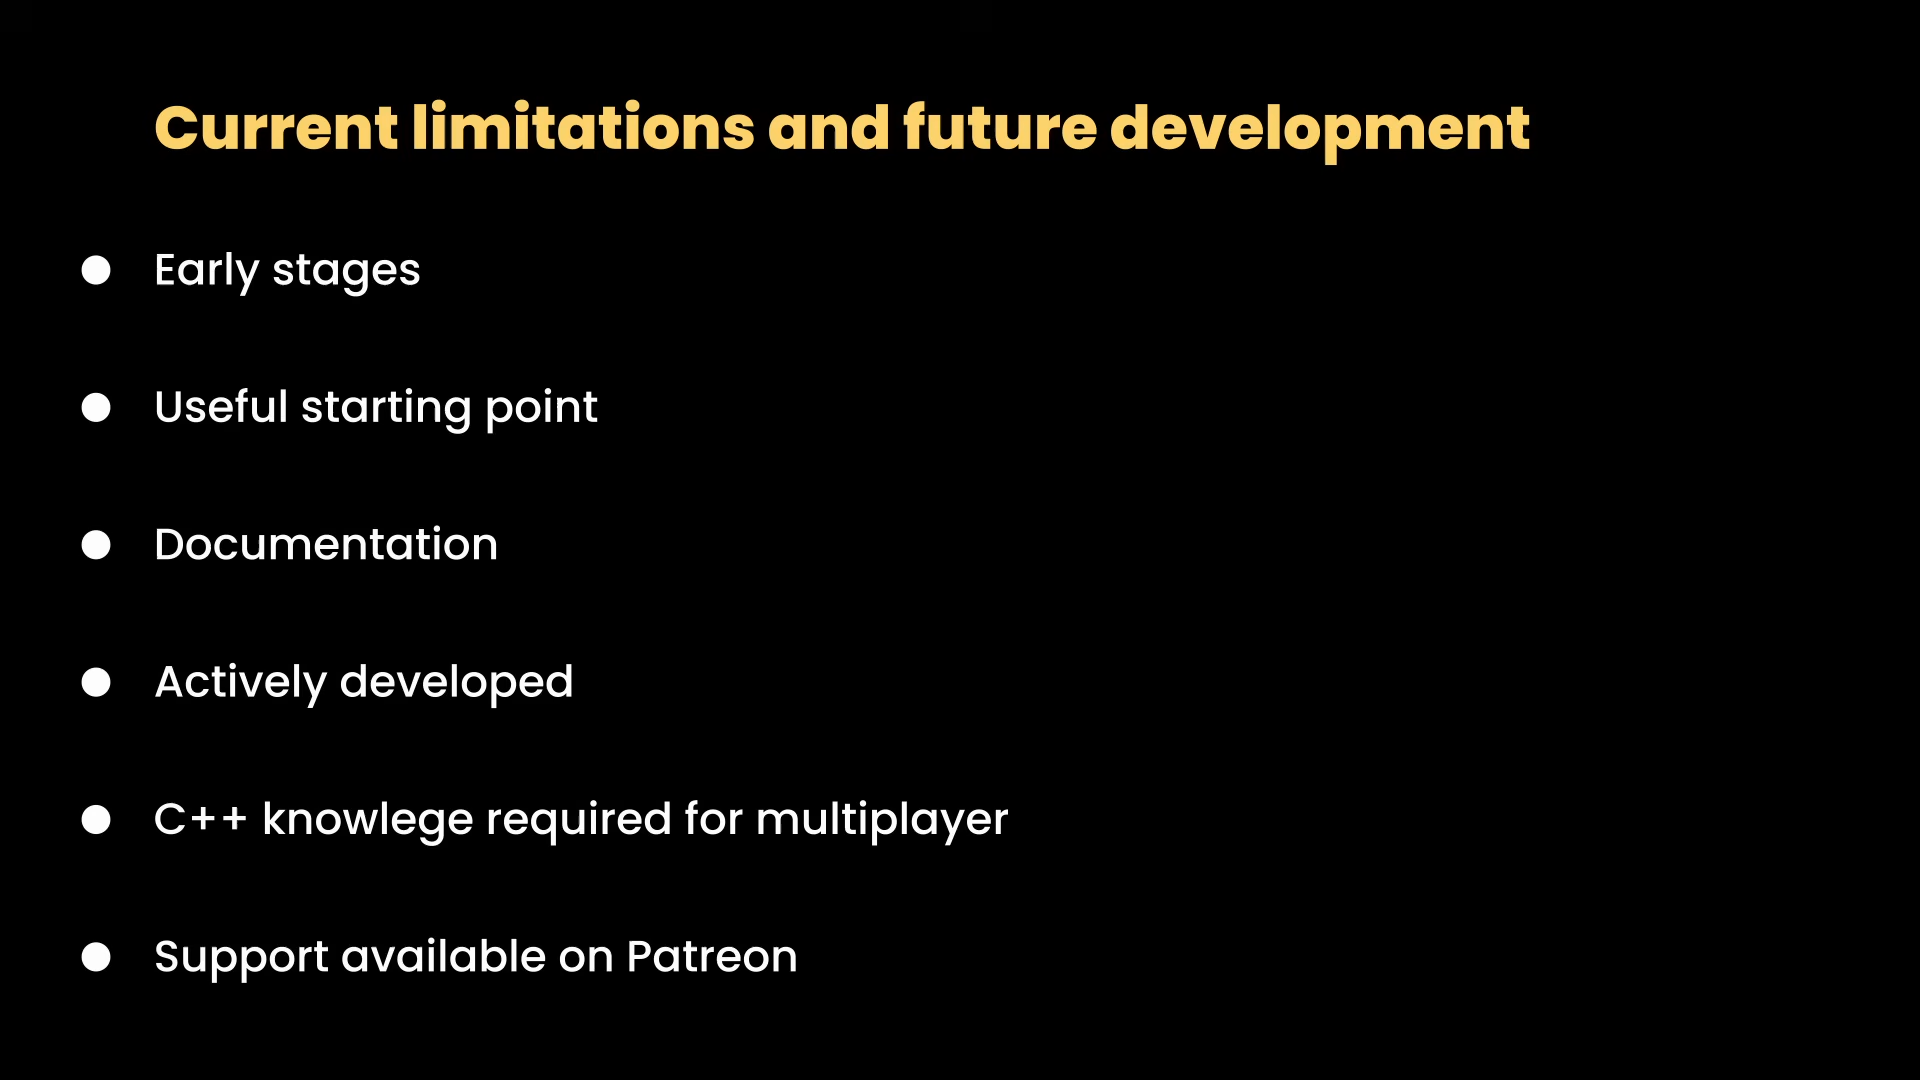 Current limitations and future development
Early stages
Useful starting point
Documentation
Actively developed
C++ knowlege required for multiplayer
Support available on Patreon